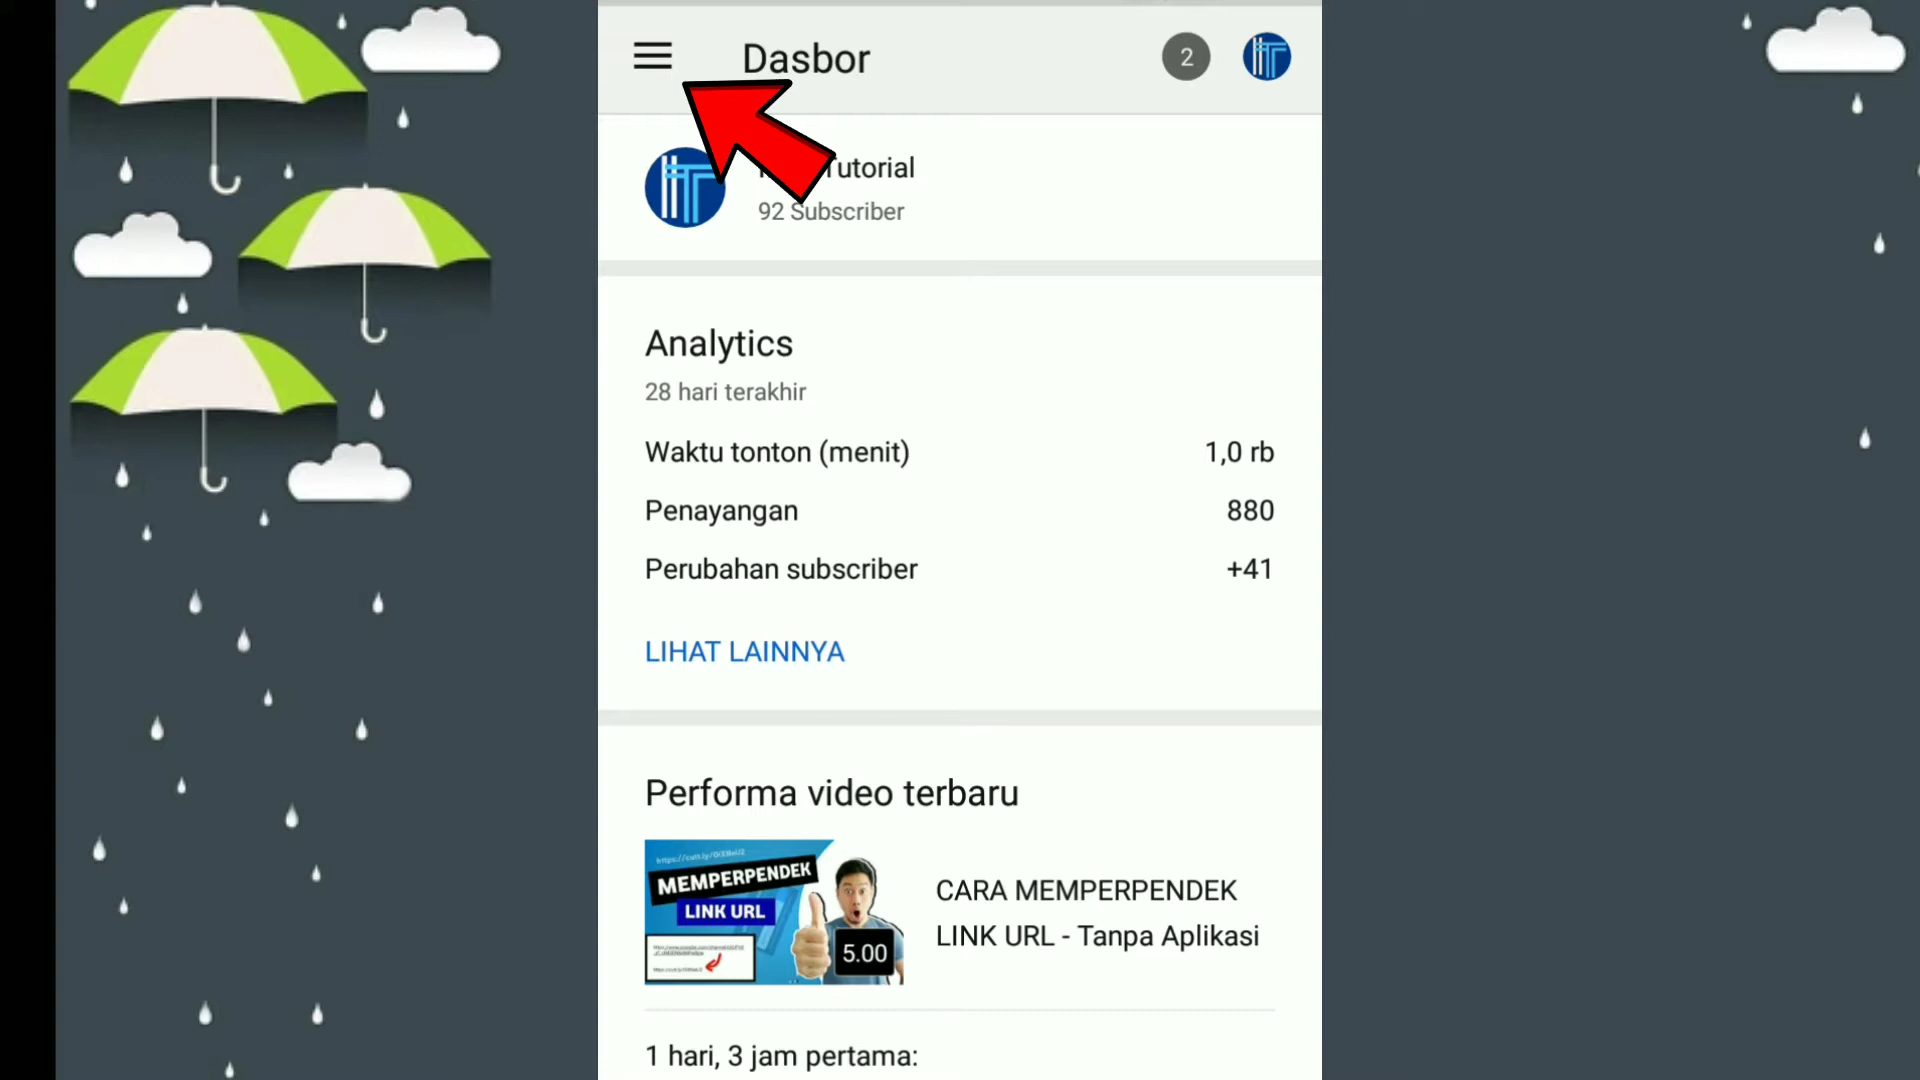 Dasbor
2
Tutorial
92 Subscriber
Analytics
28 hari terakhir
Waktu tonton (menit) 1,0 rb
Penayangan 880
Perubahan subscriber +41
LIHAT LAINNYA
Performa video terbaru
MEMPERPENDEK
LINK URL
5.00
CARA MEMPERPENDEK
LINK URL - Tanpa Aplikasi
1 hari, 3 jam pertama: